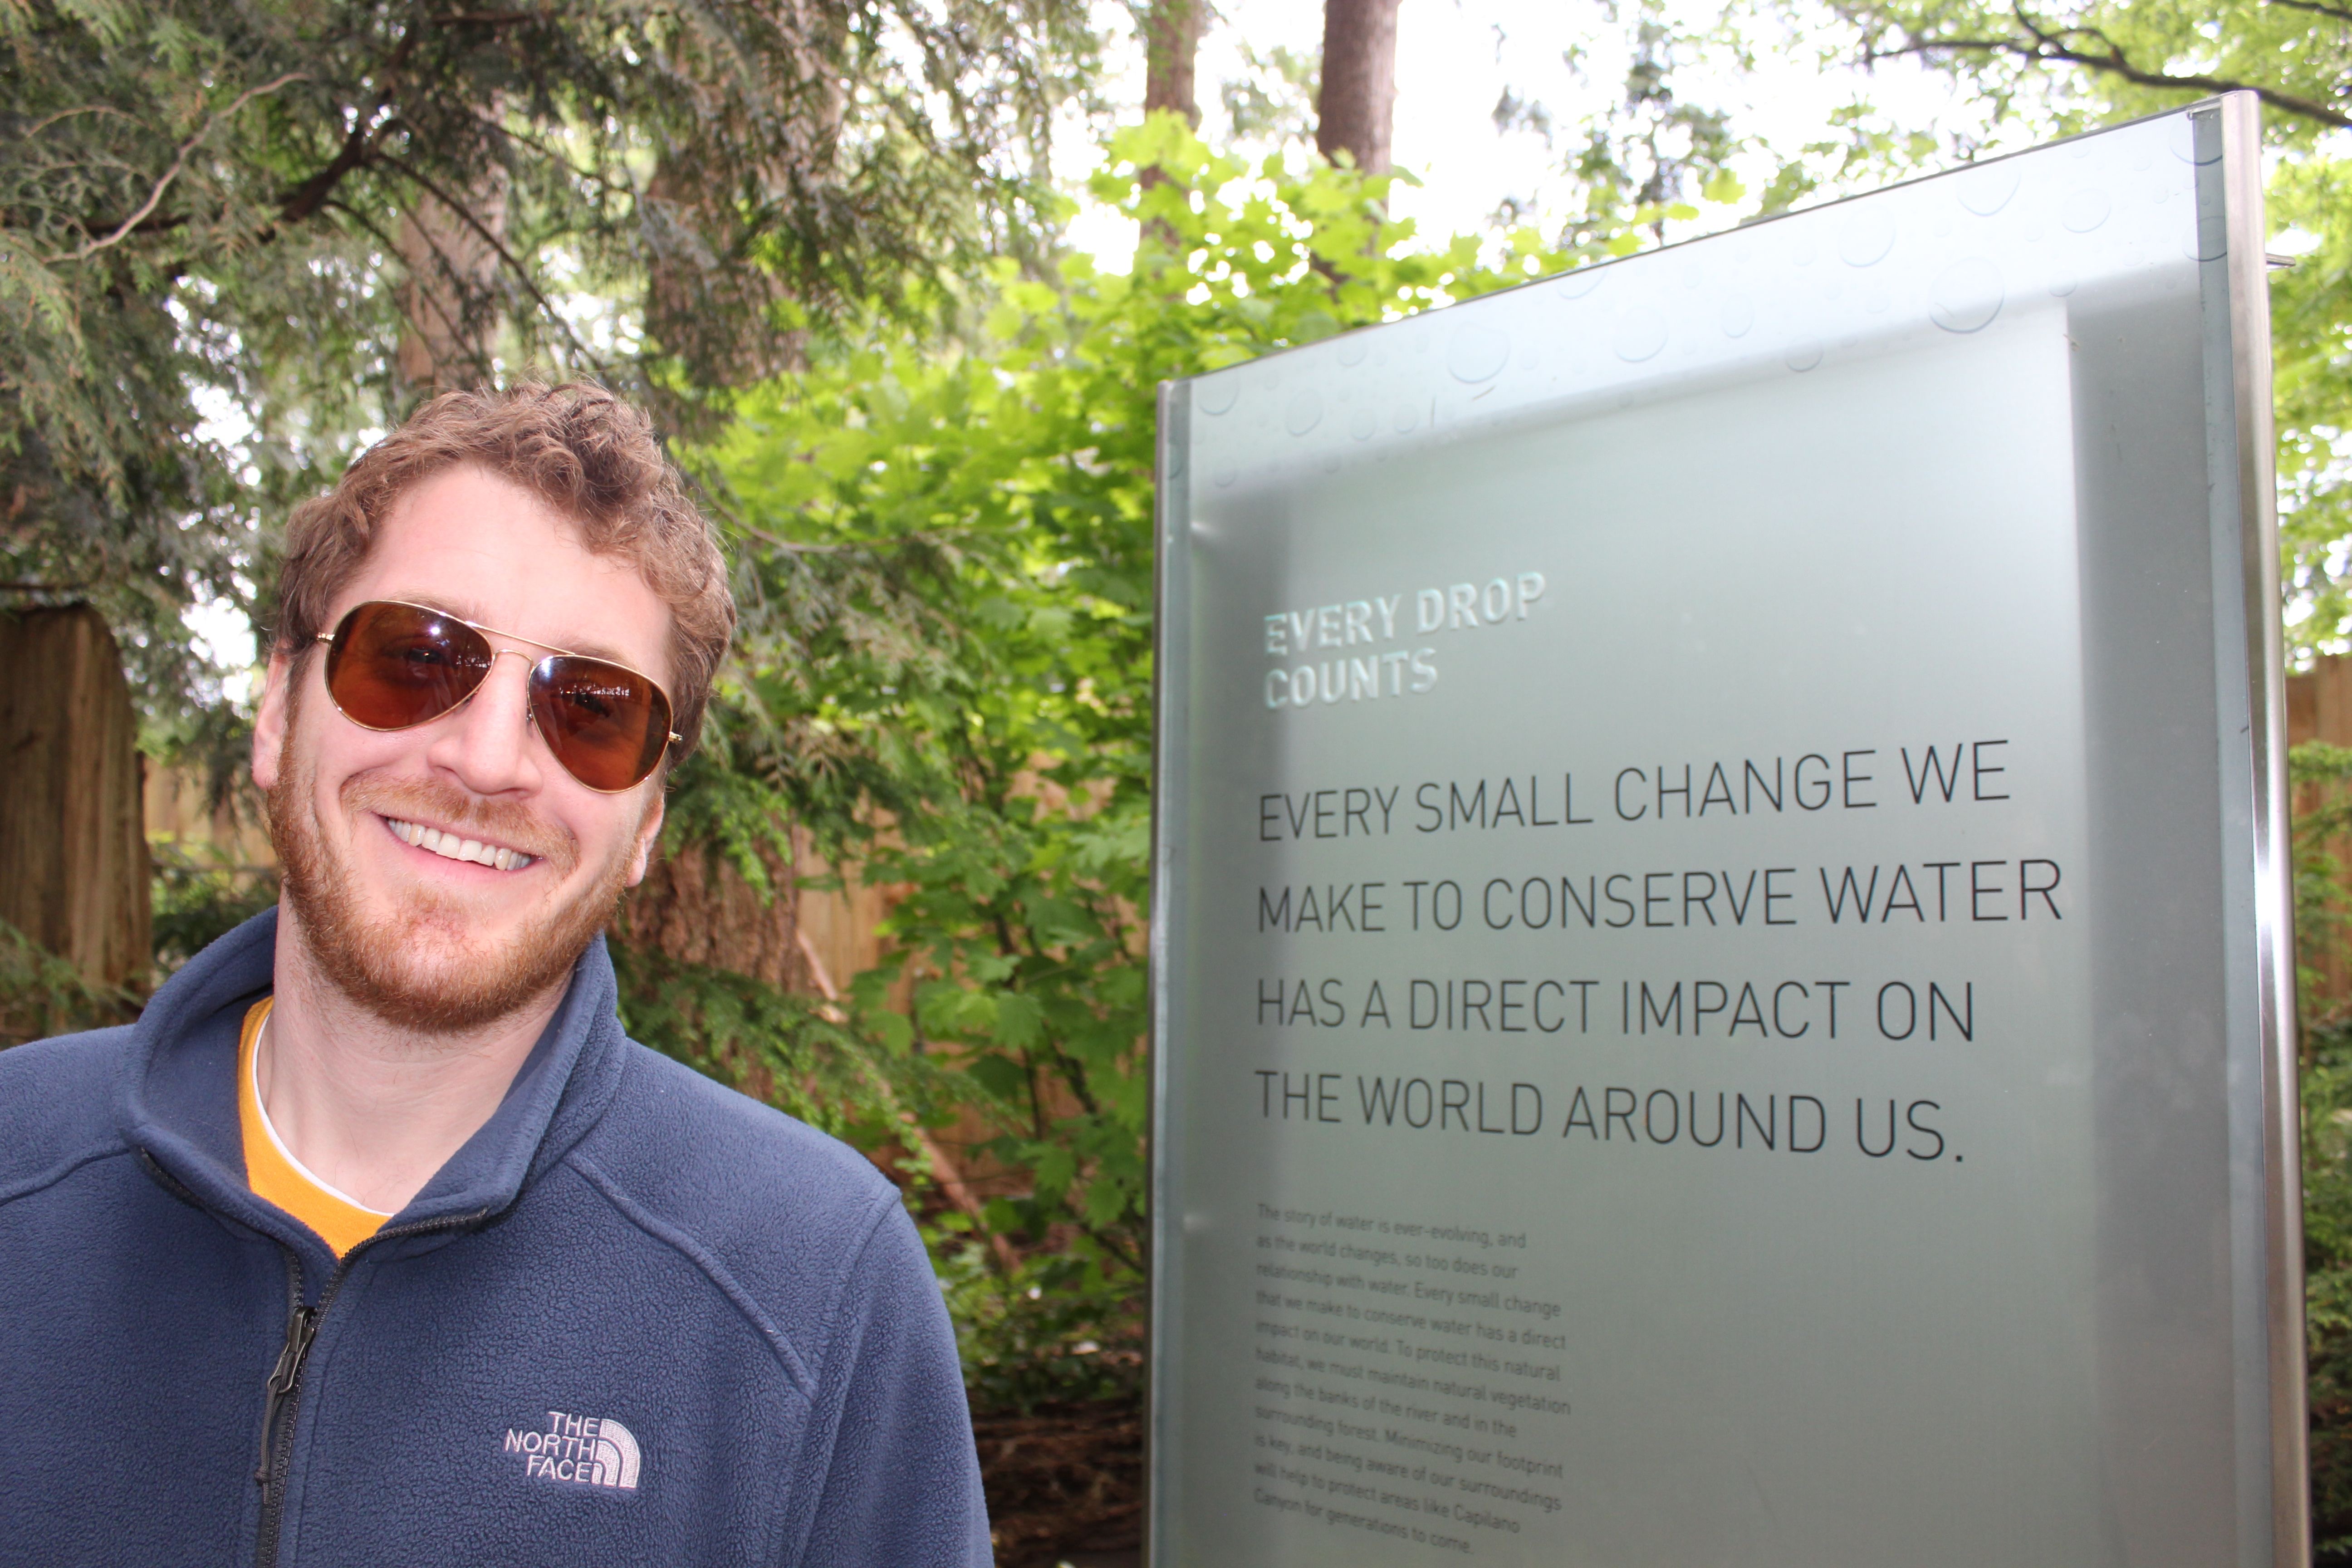 EVERY DROP
COUNTS
EVERY SMALL CHANGE WE
MAKE TO CONSERVE WATER
HAS A DIRECT IMPACT ON
THE WORLD AROUND US.
The story of water is ever-evolving, and
as the world changes, so too does our
relationship with water. Every small change
that we make to conserve water has a direct
impact on our world. To protect this natural
habitat, we must maintain natural vegetation
along the banks of the river and in the
surrounding forest. Minimizing our footprint
is key, and being aware of our surroundings
will help to protect areas like Capilano
Canyon for generations to come.
THE
NORTH
FACE